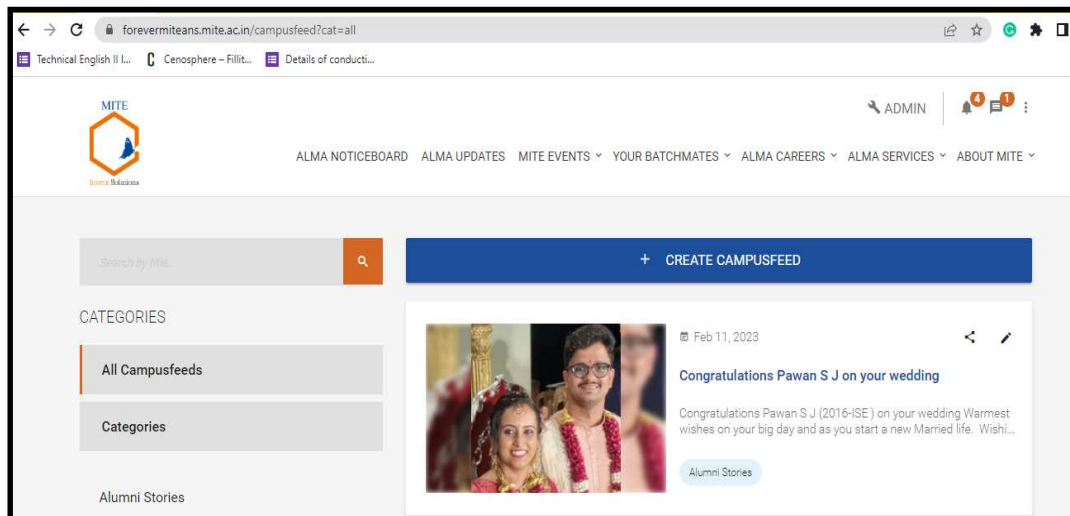 forevermiteans.mite.ac.in/campusfeed?cat=all
Technical English II I... Cenosphere – Fillit... Details of conducti...
MITE
Invent Solutions
ADMIN 4 1
ALMA NOTICEBOARD ALMA UPDATES MITE EVENTS YOUR BATCHMATES ALMA CAREERS ALMA SERVICES ABOUT MITE
Search by title...
+ CREATE CAMPUSFEED
CATEGORIES
All Campusfeeds
Categories
Alumni Stories
Feb 11, 2023
Congratulations Pawan S J on your wedding
Congratulations Pawan S J (2016-ISE ) on your wedding Warmest
wishes on your big day and as you start a new Married life. Wishi...
Alumni Stories